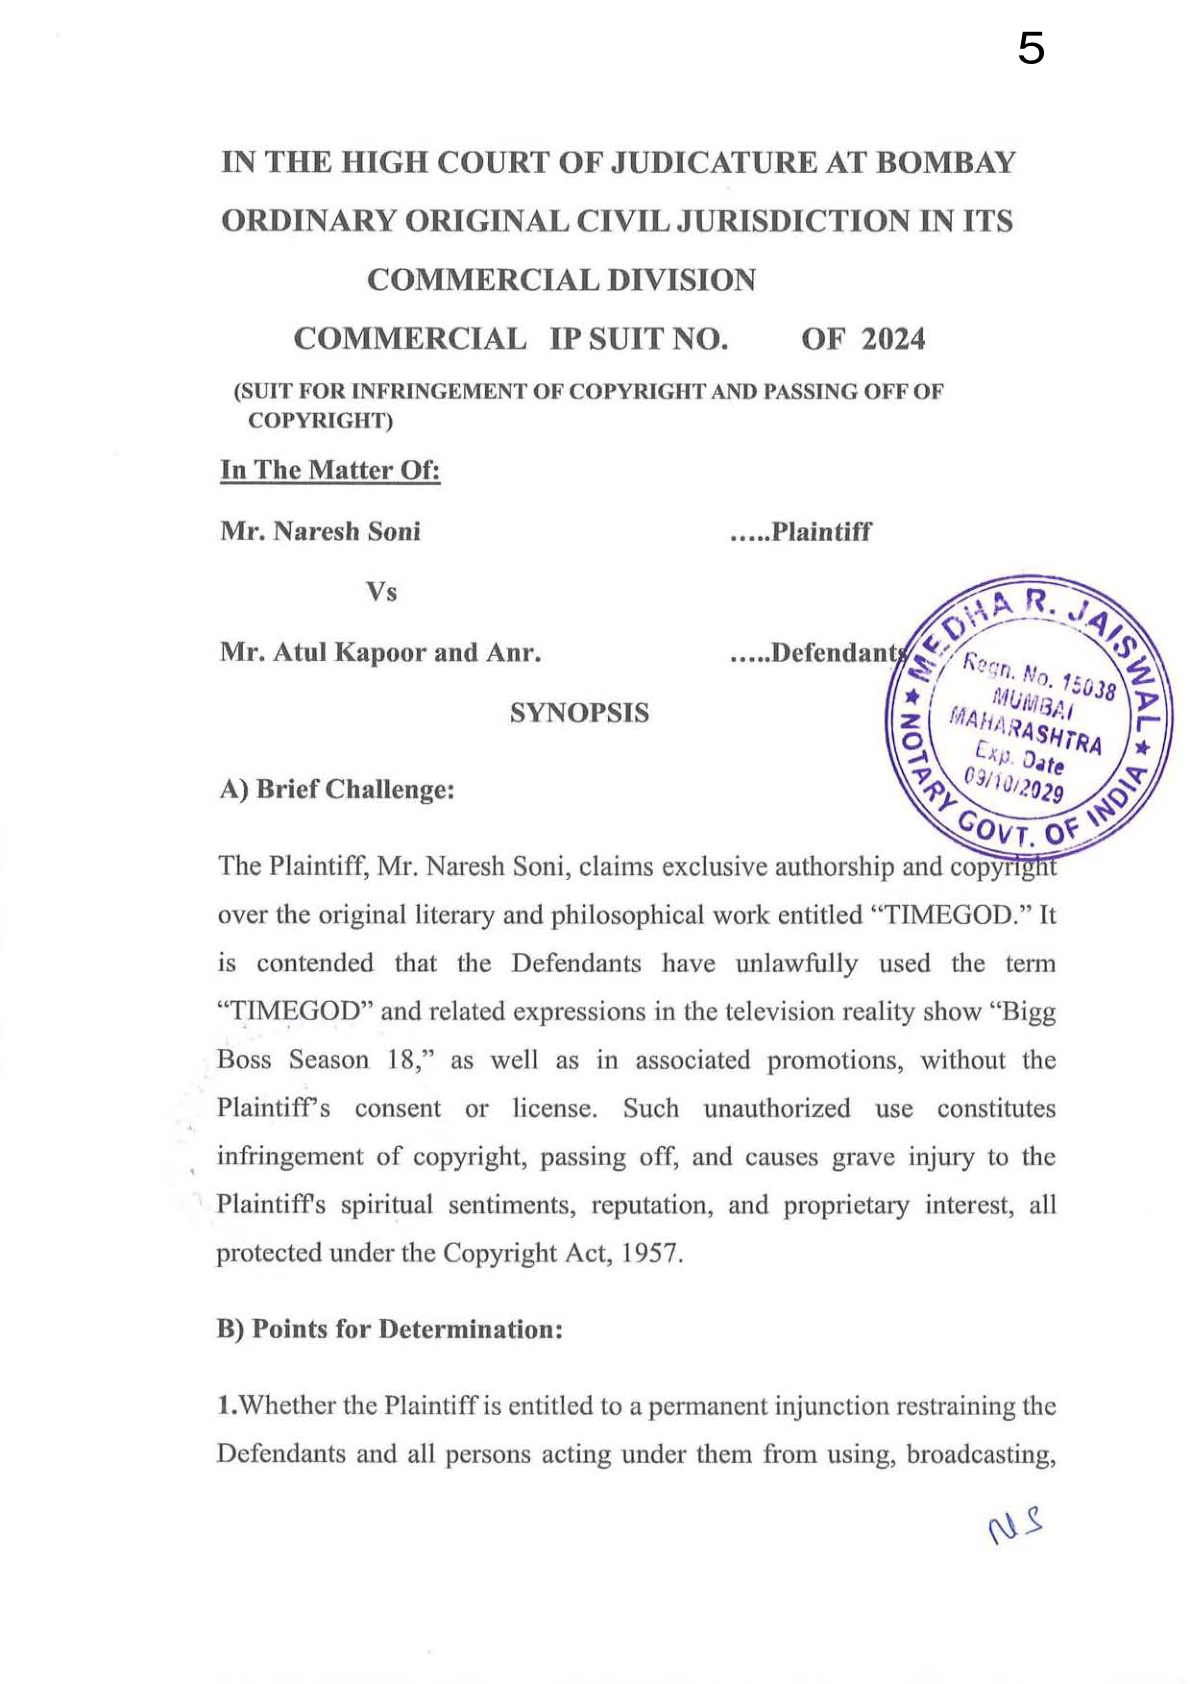 5
IN THE HIGH COURT OF JUDICATURE AT BOMBAY
ORDINARY ORIGINAL CIVIL JURISDICTION IN ITS
COMMERCIAL DIVISION
COMMERCIAL IP SUIT NO. OF 2024
(SUIT FOR INFRINGEMENT OF COPYRIGHT AND PASSING OFF OF
COPYRIGHT)
In The Matter Of:
Mr. Naresh Soni .....Plaintiff
Vs
Mr. Atul Kapoor and Anr. .....Defendants
★ MEDHA R. JAISWAL ★
NOTARY GOVT. OF INDIA
Regn. No. 15038
MUMBAI
MAHARASHTRA
Exp. Date
09/10/2029
SYNOPSIS
A) Brief Challenge:
The Plaintiff, Mr. Naresh Soni, claims exclusive authorship and copyright
over the original literary and philosophical work entitled “TIMEGOD.” It
is contended that the Defendants have unlawfully used the term
“TIMEGOD” and related expressions in the television reality show “Bigg
Boss Season 18,” as well as in associated promotions, without the
Plaintiff’s consent or license. Such unauthorized use constitutes
infringement of copyright, passing off, and causes grave injury to the
Plaintiff's spiritual sentiments, reputation, and proprietary interest, all
protected under the Copyright Act, 1957.
B) Points for Determination:
1.Whether the Plaintiff is entitled to a permanent injunction restraining the
Defendants and all persons acting under them from using, broadcasting,
NS